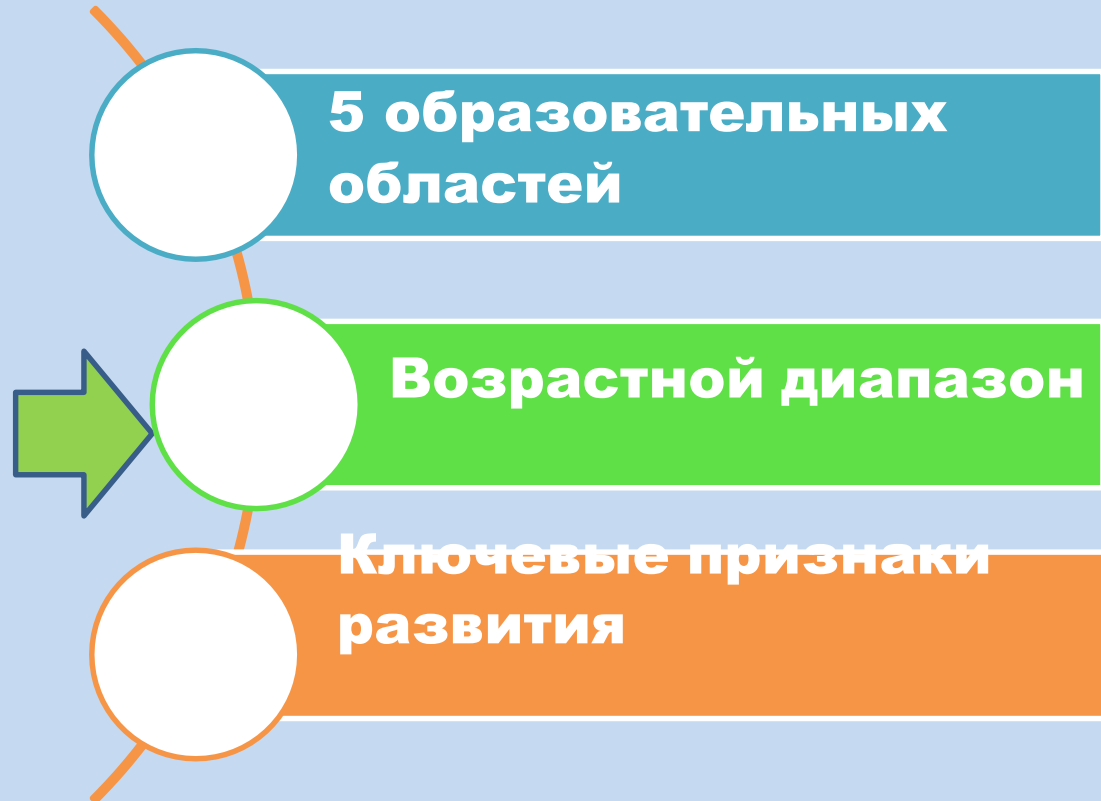 5 образовательных
областей
Возрастной диапазон
Ключевые признаки
развития